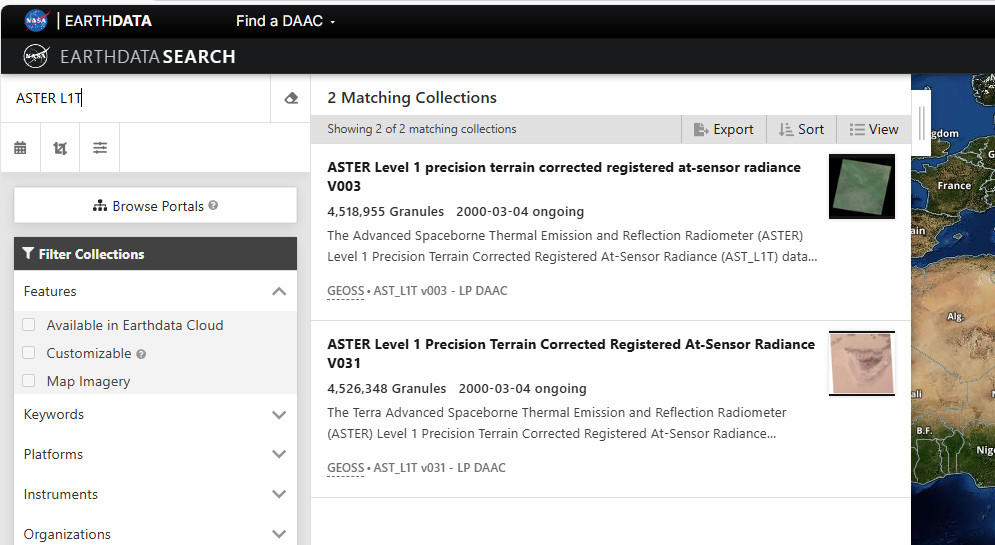 NASA
EARTHDATA
Find a DAAC
NASA
EARTHDATA SEARCH
ASTER L1T
Browse Portals ?
Filter Collections
Features
Available in Earthdata Cloud
Customizable ?
Map Imagery
Keywords
Platforms
Instruments
Organizations
2 Matching Collections
Showing 2 of 2 matching collections
Export
Sort
View
ASTER Level 1 precision terrain corrected registered at-sensor radiance
V003
4,518,955 Granules 2000-03-04 ongoing
The Advanced Spaceborne Thermal Emission and Reflection Radiometer (ASTER)
Level 1 Precision Terrain Corrected Registered At-Sensor Radiance (AST_L1T) data...
GEOSS • AST_L1T v003 - LP DAAC
ASTER Level 1 Precision Terrain Corrected Registered At-Sensor Radiance
V031
4,526,348 Granules 2000-03-04 ongoing
The Terra Advanced Spaceborne Thermal Emission and Reflection Radiometer
(ASTER) Level 1 Precision Terrain Corrected Registered At-Sensor Radiance...
GEOSS • AST_L1T v031 - LP DAAC
gdom
G
France
ain
Alg.
ali
B.F.
Nig